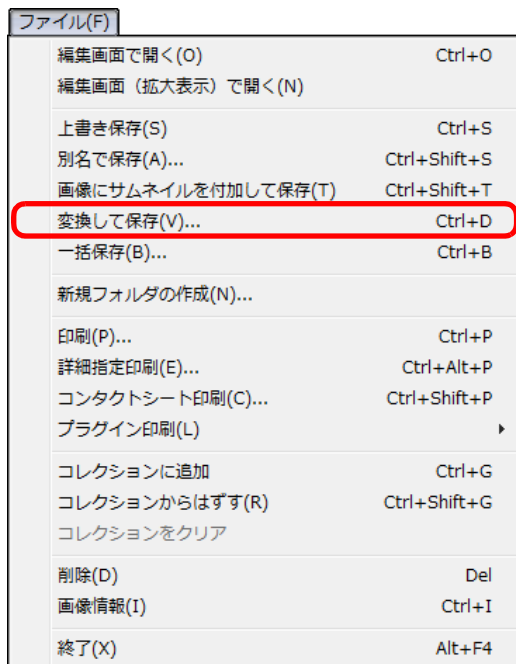 ファイル(F)
編集画面で開く(O) Ctrl+O
編集画面（拡大表示）で開く(N)
上書き保存(S) Ctrl+S
別名で保存(A)... Ctrl+Shift+S
画像にサムネイルを付加して保存(T) Ctrl+Shift+T
変換して保存(V)... Ctrl+D
一括保存(B)... Ctrl+B
新規フォルダの作成(N)...
印刷(P)... Ctrl+P
詳細指定印刷(E)... Ctrl+Alt+P
コンタクトシート印刷(C)... Ctrl+Shift+P
プラグイン印刷(L)
コレクションに追加 Ctrl+G
コレクションからはずす(R) Ctrl+Shift+G
コレクションをクリア
削除(D) Del
画像情報(I) Ctrl+I
終了(X) Alt+F4